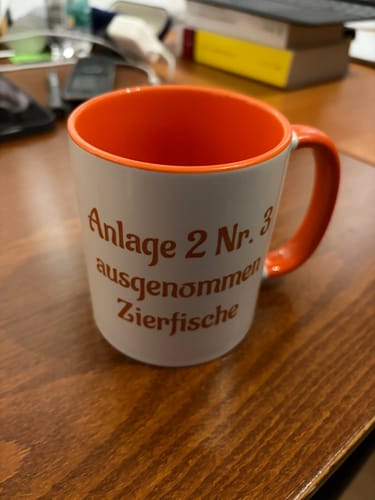 Anlage 2 Nr. 3
ausgenommen
Zierfische